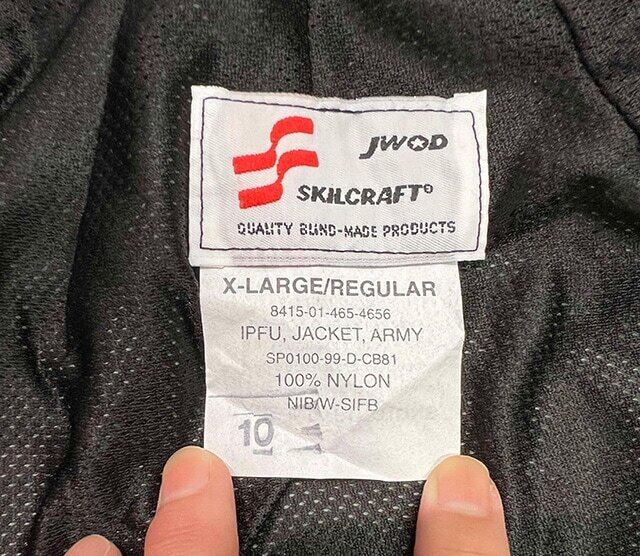 JWOD
SKILCRAFT®
QUALITY BLIND-MADE PRODUCTS
X-LARGE/REGULAR
8415-01-465-4656
IPFU, JACKET, ARMY
SP0100-99-D-CB81
100% NYLON
NIB/W-SIFB
10